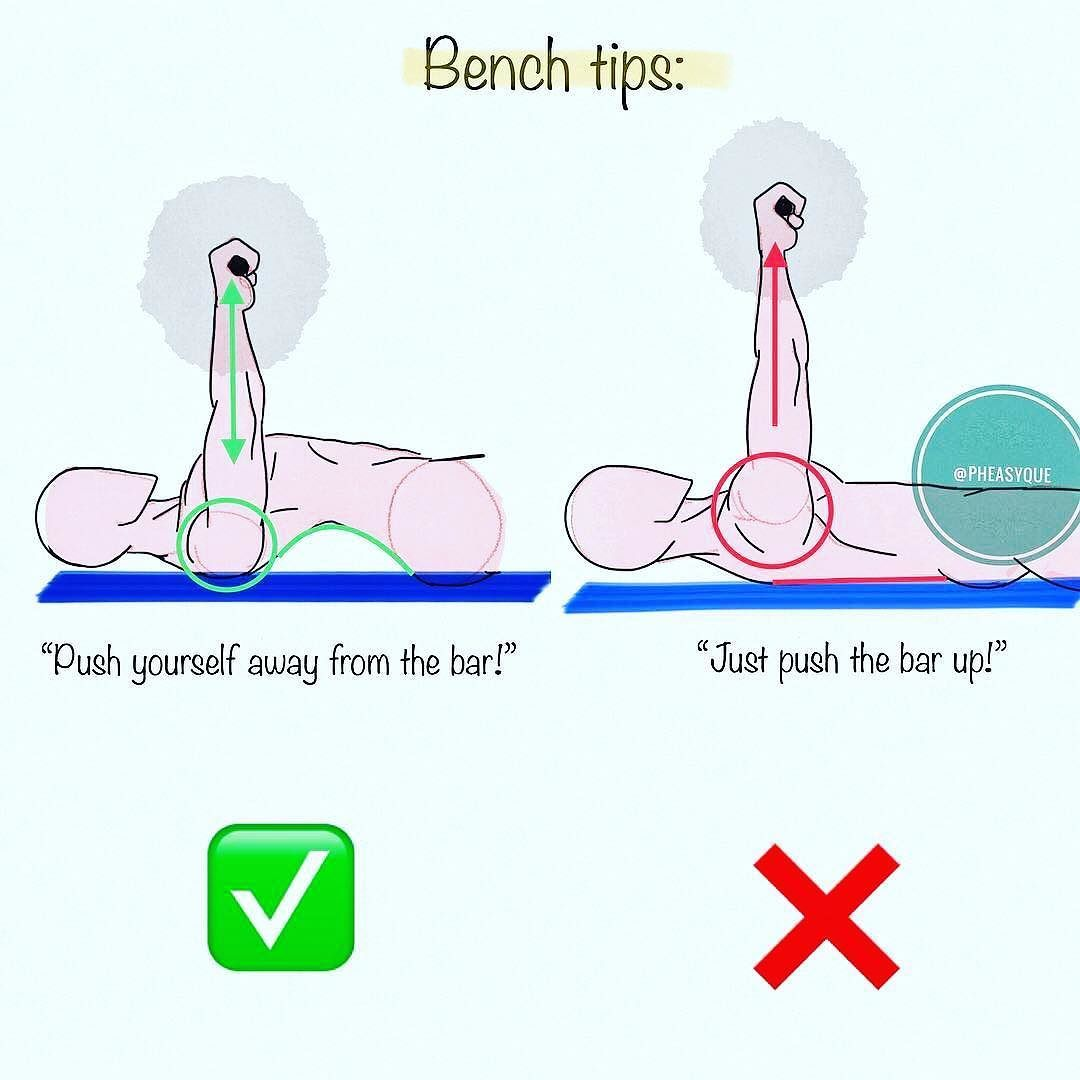 Bench tips:
@PHEASYQUE
“Push yourself away from the bar!”
“Just push the bar up!”